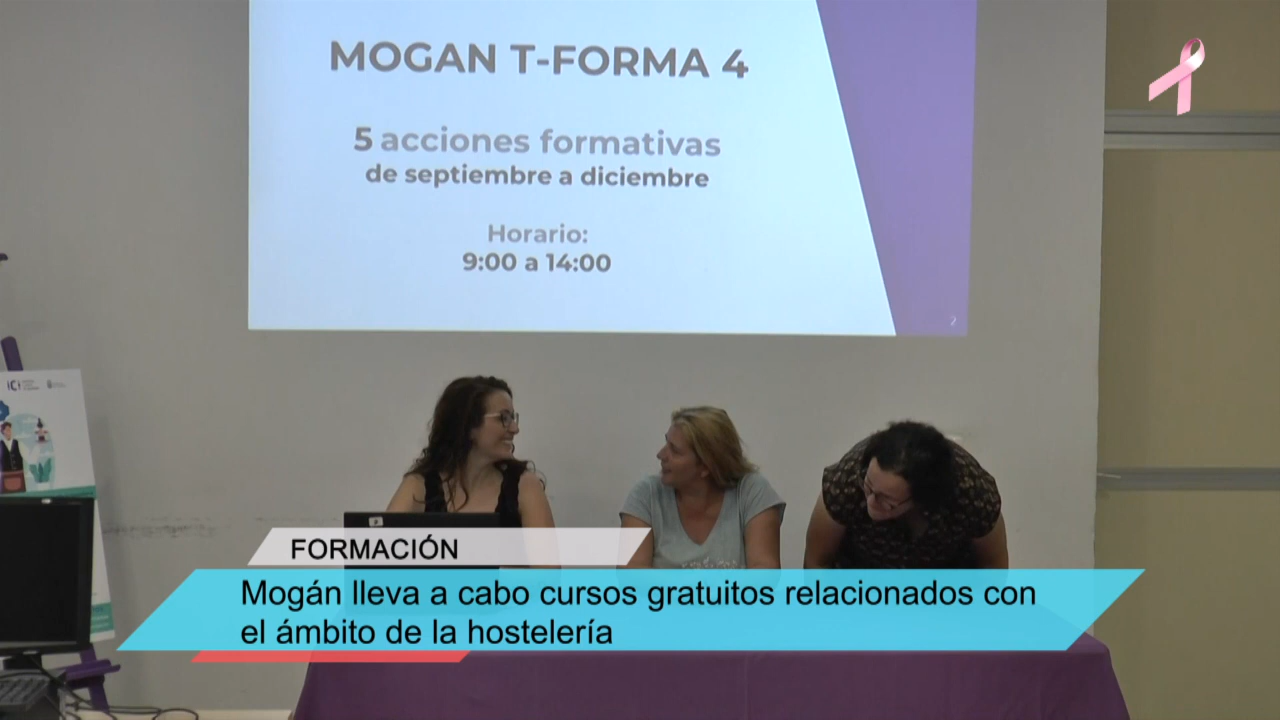 MOGAN T-FORMA 4
5 acciones formativas
de septiembre a diciembre
Horario:
9:00 a 14:00
2
FORMACIÓN
Mogán lleva a cabo cursos gratuitos relacionados con
el ámbito de la hostelería